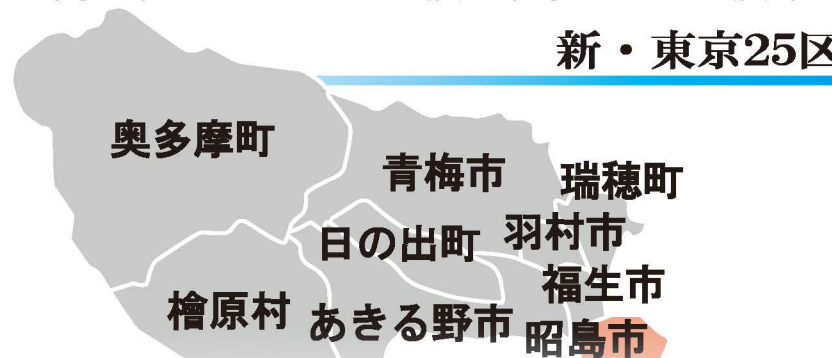 新・東京25区
奥多摩町
青梅市
瑞穂町
日の出町
羽村市
福生市
檜原村
あきる野市
昭島市